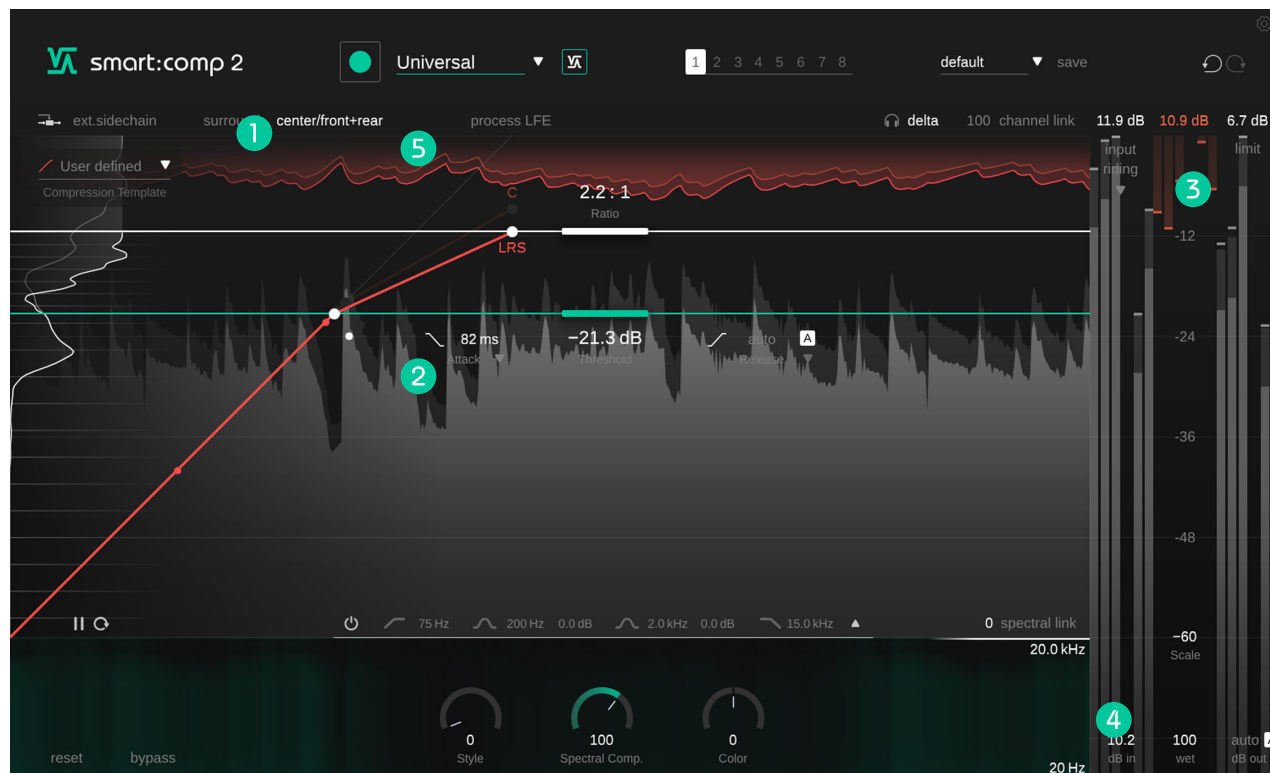 smart:comp 2
Universal
1 2 3 4 5 6 7 8
default
save
ext.sidechain
center/front+rear
process LFE
delta
100 channel link
11.9 dB
10.9 dB
6.7 dB
1
5
User defined
Compression Template
input
riding
limit
3
C
2.2 : 1
Ratio
LRS
-12
82 ms
Attack
−21.3 dB
Threshold
auto
A
Release
-24
2
-36
-48
75 Hz
200 Hz
0.0 dB
2.0 kHz
0.0 dB
15.0 kHz
0 spectral link
−60
Scale
20.0 kHz
4
0
Style
100
Spectral Comp.
0
Color
10.2
dB in
100
wet
auto
dB out
reset
bypass
20 Hz